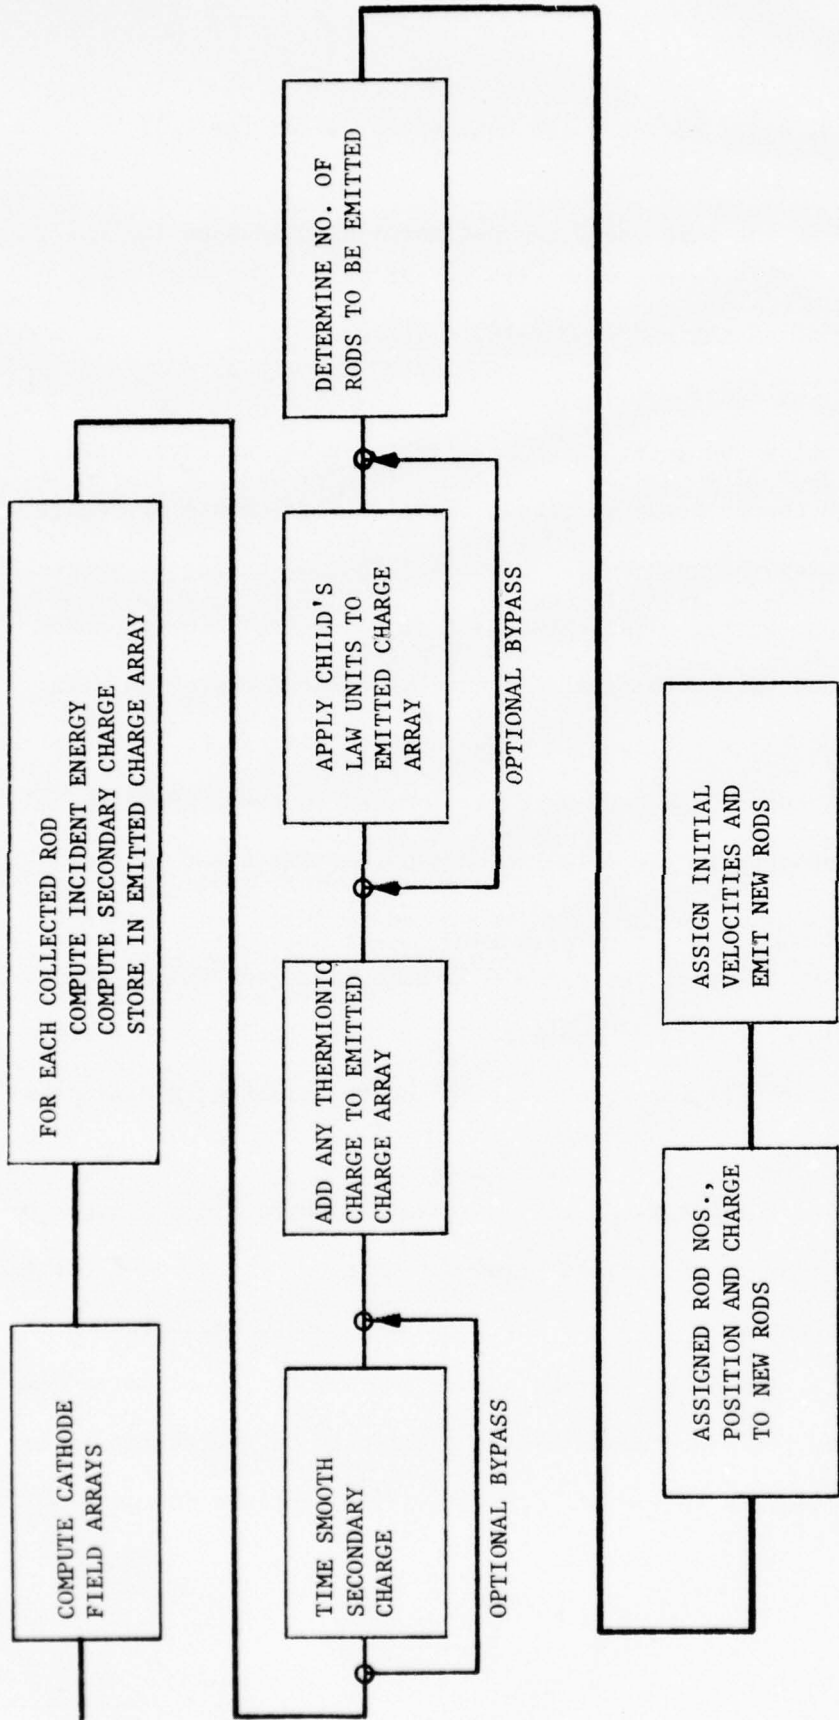 COMPUTE CATHODE
FIELD ARRAYS
FOR EACH COLLECTED ROD
COMPUTE INCIDENT ENERGY
COMPUTE SECONDARY CHARGE
STORE IN EMITTED CHARGE ARRAY
TIME SMOOTH
SECONDARY
CHARGE
OPTIONAL BYPASS
ADD ANY THERMIONIC
CHARGE TO EMITTED
CHARGE ARRAY
APPLY CHILD'S
LAW UNITS TO
EMITTED CHARGE
ARRAY
OPTIONAL BYPASS
DETERMINE NO. OF
RODS TO BE EMITTED
ASSIGNED ROD NOS.,
POSITION AND CHARGE
TO NEW RODS
ASSIGN INITIAL
VELOCITIES AND
EMIT NEW RODS